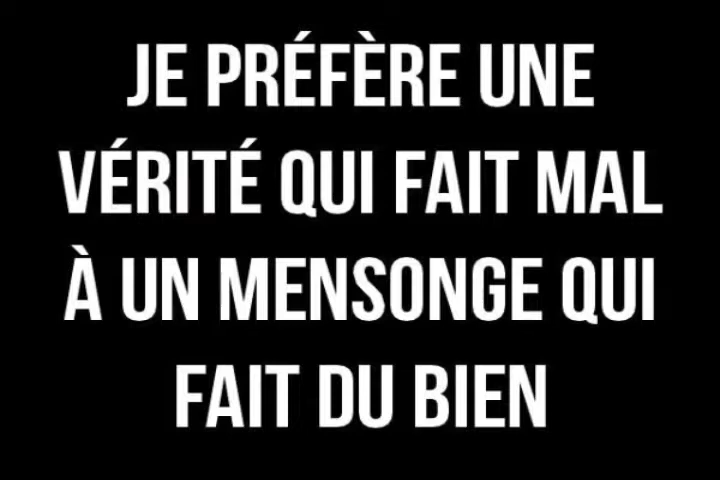 JE PRÉFÈRE UNE
VÉRITÉ QUI FAIT MAL
À UN MENSONGE QUI
FAIT DU BIEN